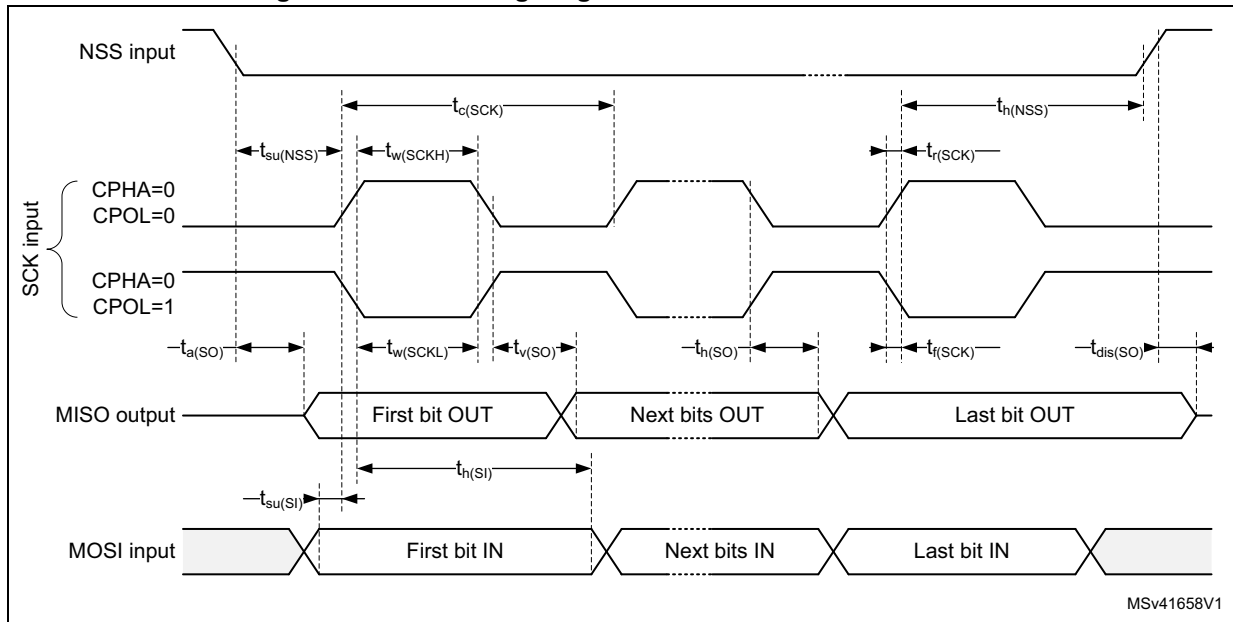 NSS input
tc(SCK)
th(NSS)
tsu(NSS)
tw(SCKH)
tr(SCK)
CPHA=0
CPOL=0
SCK input
CPHA=0
CPOL=1
ta(SO)
tw(SCKL)
tv(SO)
th(SO)
tf(SCK)
tdis(SO)
MISO output
First bit OUT
Next bits OUT
Last bit OUT
th(SI)
tsu(SI)
MOSI input
First bit IN
Next bits IN
Last bit IN
MSv41658V1